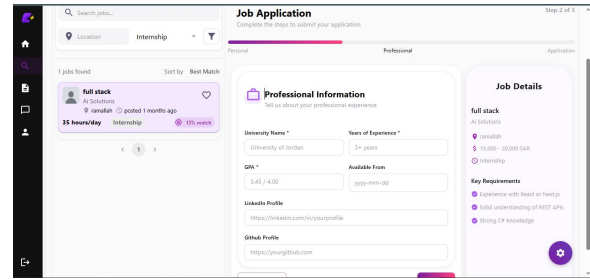 Search jobs...
Location
Internship
1 jobs found
Sort by Best Match
full stack
Ai Solutions
ramallah posted 1 months ago
35 hours/day Internship 13% match
1
Job Application
Step 2 of 3
Complete the steps to submit your application
Personal
Professional
Application
Professional Information
Tell us about your professional experience
University Name *
Years of Experience *
University of Jordan
3+ years
GPA *
Available From
3.45 / 4.00
yyyy-mm-dd
LinkedIn Profile
https://linkedin.com/in/yourprofile
Github Profile
https://yourgithub.com
Job Details
full stack
Ai Solutions
ramallah
15,000 - 20,000 SAR
Internship
Key Requirements
Experience with React or Next.js
Solid understanding of REST APIs
Strong C# knowledge